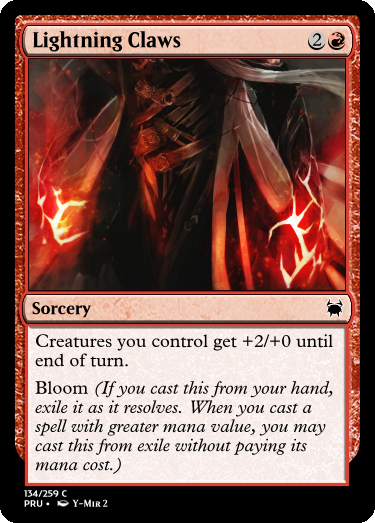 Lightning Claws 2
Sorcery
Creatures you control get +2/+0 until
end of turn.
Bloom (If you cast this from your hand,
exile it as it resolves. When you cast a
spell with greater mana value, you may
cast this from exile without paying its
mana cost.)
134/259 C
PRU • Y-Mir 2